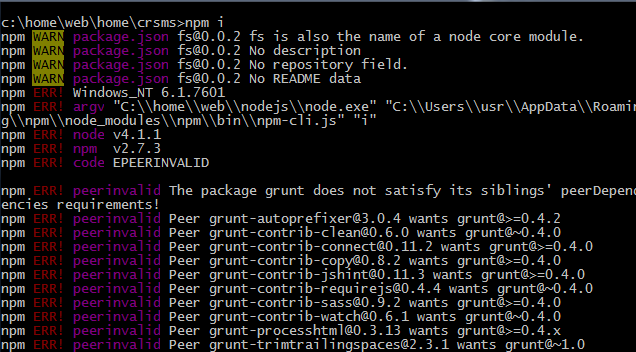 c:\home\web\home\crsms>npm i
npm WARN package.json fs@0.0.2 fs is also the name of a node core module.
npm WARN package.json fs@0.0.2 No description
npm WARN package.json fs@0.0.2 No repository field.
npm WARN package.json fs@0.0.2 No README data
npm ERR! Windows_NT 6.1.7601
npm ERR! argv "C:\\home\\web\\nodejs\\node.exe" "C:\\Users\\usr\\AppData\\Roamin
g\\npm\\node_modules\\npm\\bin\\npm-cli.js" "i"
npm ERR! node v4.1.1
npm ERR! npm  v2.7.3
npm ERR! code EPEERINVALID
npm ERR! peerinvalid The package grunt does not satisfy its siblings' peerDepend
encies requirements!
npm ERR! peerinvalid Peer grunt-autoprefixer@3.0.4 wants grunt@>=0.4.2
npm ERR! peerinvalid Peer grunt-contrib-clean@0.6.0 wants grunt@~0.4.0
npm ERR! peerinvalid Peer grunt-contrib-connect@0.11.2 wants grunt@>=0.4.0
npm ERR! peerinvalid Peer grunt-contrib-copy@0.8.2 wants grunt@>=0.4.0
npm ERR! peerinvalid Peer grunt-contrib-jshint@0.11.3 wants grunt@>=0.4.0
npm ERR! peerinvalid Peer grunt-contrib-requirejs@0.4.4 wants grunt@~0.4.0
npm ERR! peerinvalid Peer grunt-contrib-sass@0.9.2 wants grunt@>=0.4.0
npm ERR! peerinvalid Peer grunt-contrib-watch@0.6.1 wants grunt@~0.4.0
npm ERR! peerinvalid Peer grunt-processhtml@0.3.13 wants grunt@>=0.4.x
npm ERR! peerinvalid Peer grunt-trimtrailingspaces@2.3.1 wants grunt@~1.0